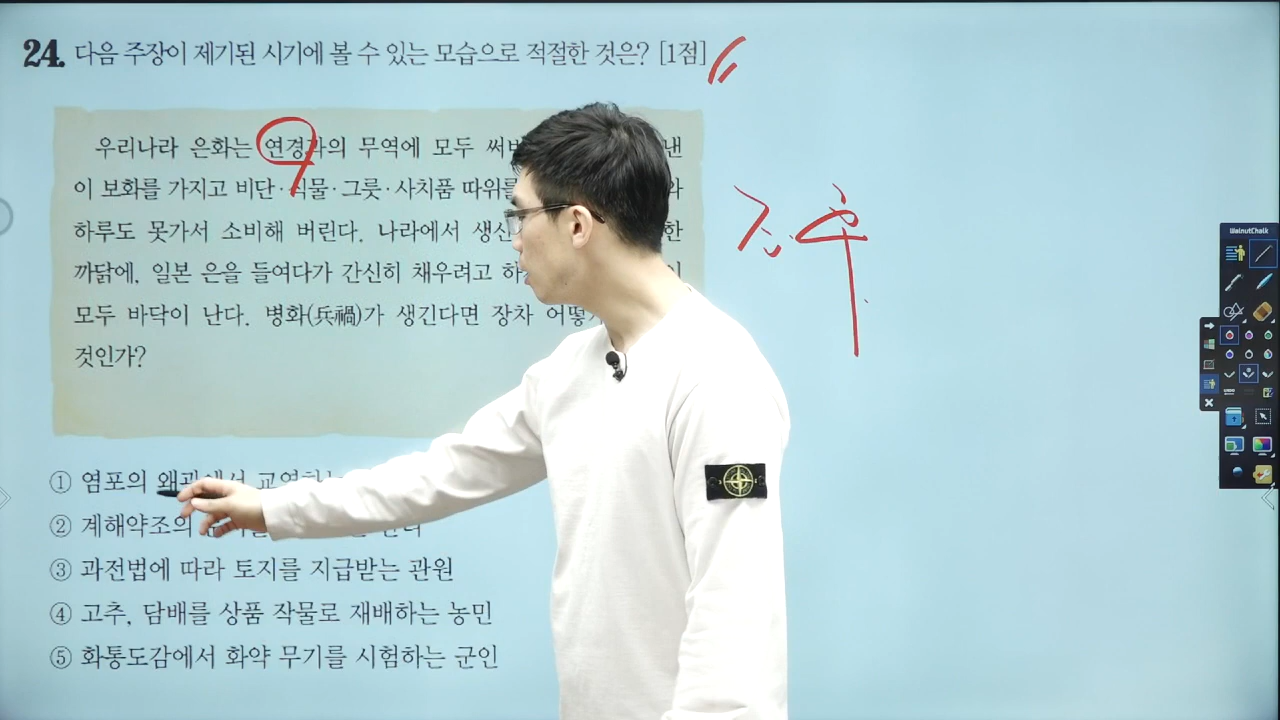 24. 다음 주장이 제기된 시기에 볼 수 있는 모습으로 적절한 것은? [1점]
우리나라 은화는 연경과의 무역에 모두 써버 낸
이 보화를 가지고 비단·식물·그릇·사치품 따위를 와
하루도 못가서 소비해 버린다. 나라에서 생산 한
까닭에, 일본 은을 들여다가 간신히 채우려고 하
모두 바닥이 난다. 병화(兵禍)가 생긴다면 장차 어떻
것인가?
① 염포의 왜관에서 교역하는
② 계해약조의
③ 과전법에 따라 토지를 지급받는 관원
④ 고추, 담배를 상품 작물로 재배하는 농민
⑤ 화통도감에서 화약 무기를 시험하는 군인
WalnutChalk